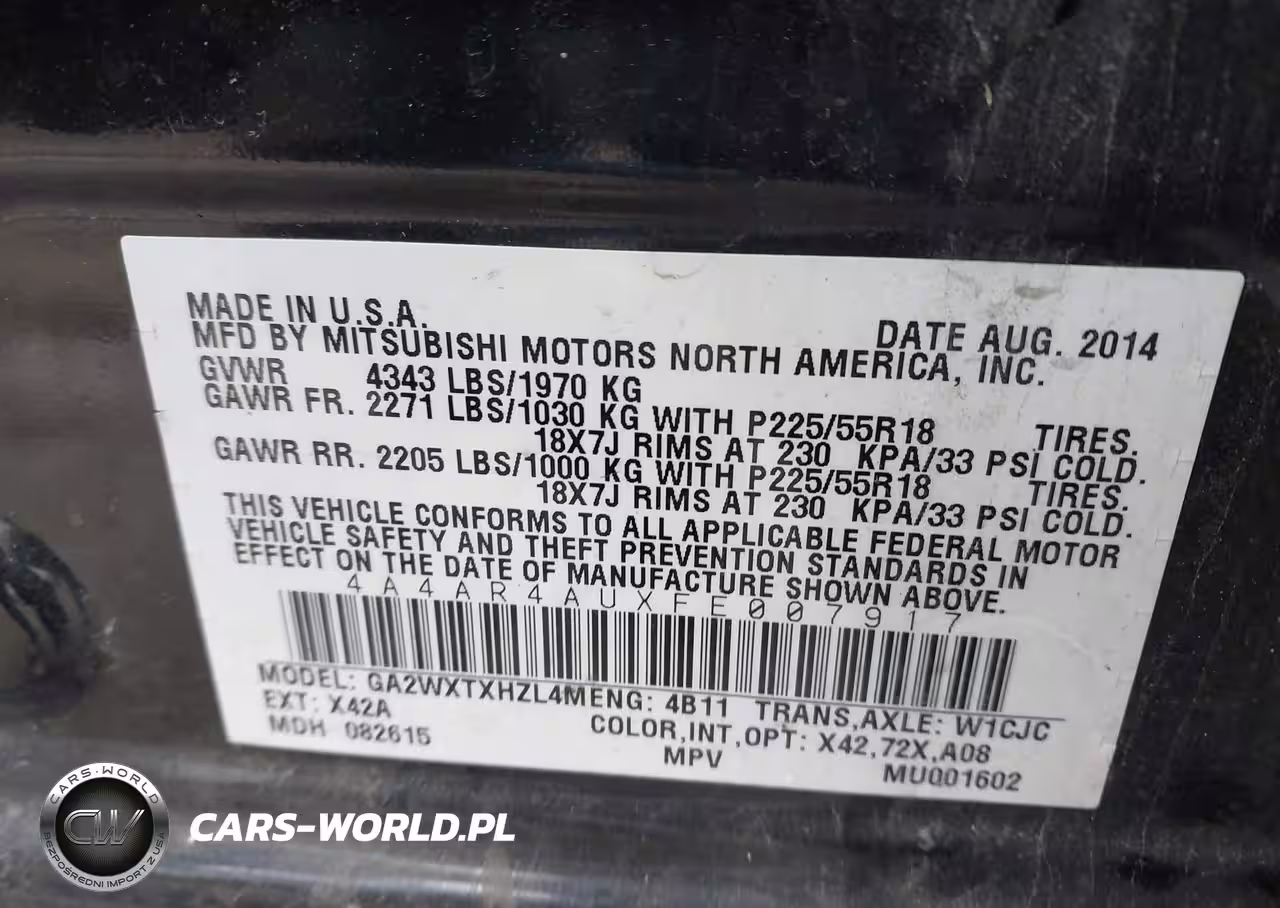 MADE IN U.S.A.
DATE AUG. 2014
MFD BY MITSUBISHI MOTORS NORTH AMERICA, INC.
GVWR 4343 LBS/1970 KG
GAWR FR. 2271 LBS/1030 KG WITH P225/55R18 TIRES.
18X7J RIMS AT 230 KPA/33 PSI COLD.
GAWR RR. 2205 LBS/1000 KG WITH P225/55R18 TIRES.
18X7J RIMS AT 230 KPA/33 PSI COLD.
THIS VEHICLE CONFORMS TO ALL APPLICABLE FEDERAL MOTOR
VEHICLE SAFETY AND THEFT PREVENTION STANDARDS IN
EFFECT ON THE DATE OF MANUFACTURE SHOWN ABOVE.
4A4AR4AUXFE007917
MODEL: GA2WXTXHZL4MENG: 4B11 TRANS,AXLE: W1CJC
EXT: X42A COLOR,INT,OPT: X42,72X,A08
MDH 082615 MPV MU001602
CARS-WORLD
CW
BEZPOŚREDNI IMPORT Z USA
CARS-WORLD.PL